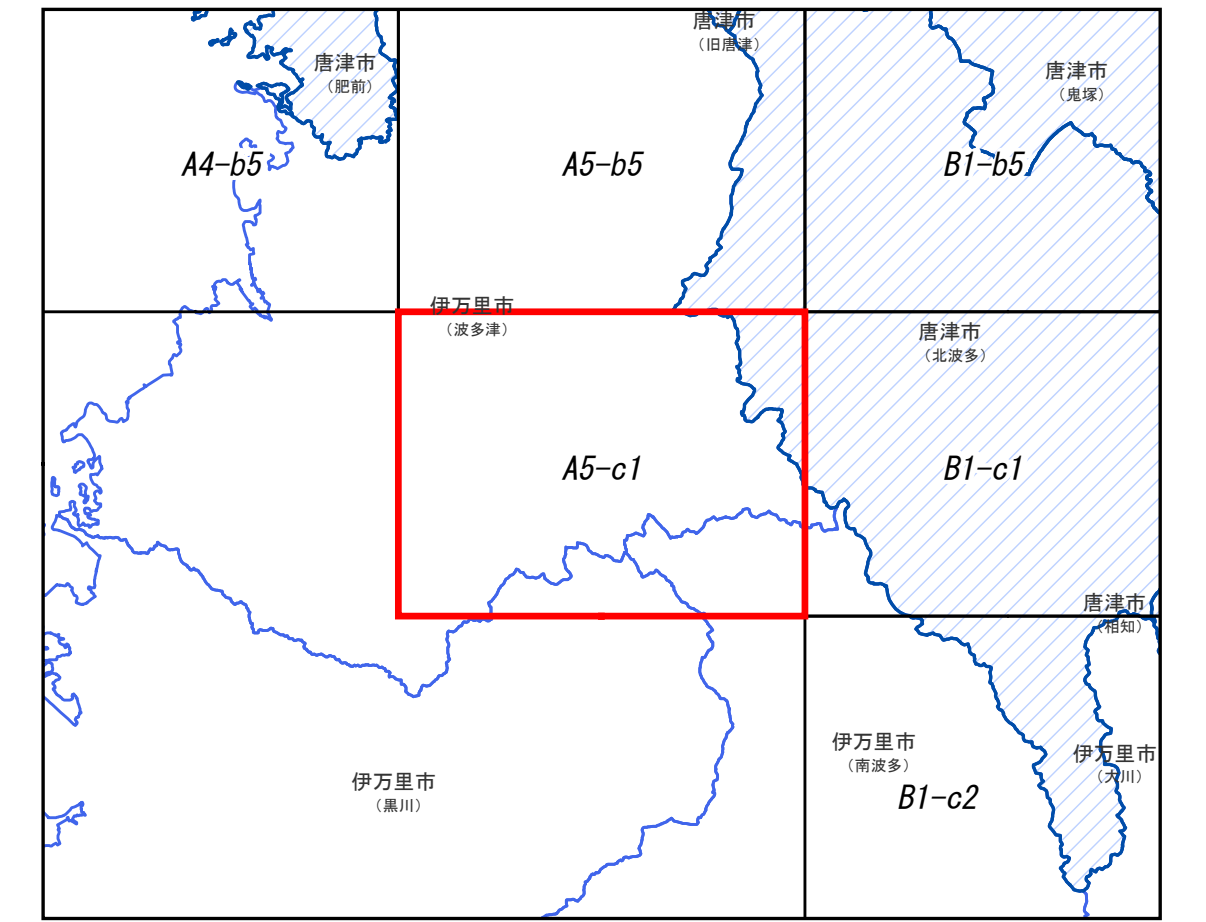 唐津市
（旧唐津）
唐津市
（肥前）
唐津市
（鬼塚）
A4-b5
A5-b5
B1-b5
伊万里市
（波多津）
唐津市
（北波多）
A5-c1
B1-c1
唐津市
（相知）
伊万里市
（南波多）
伊万里市
（大川）
伊万里市
（黒川）
B1-c2